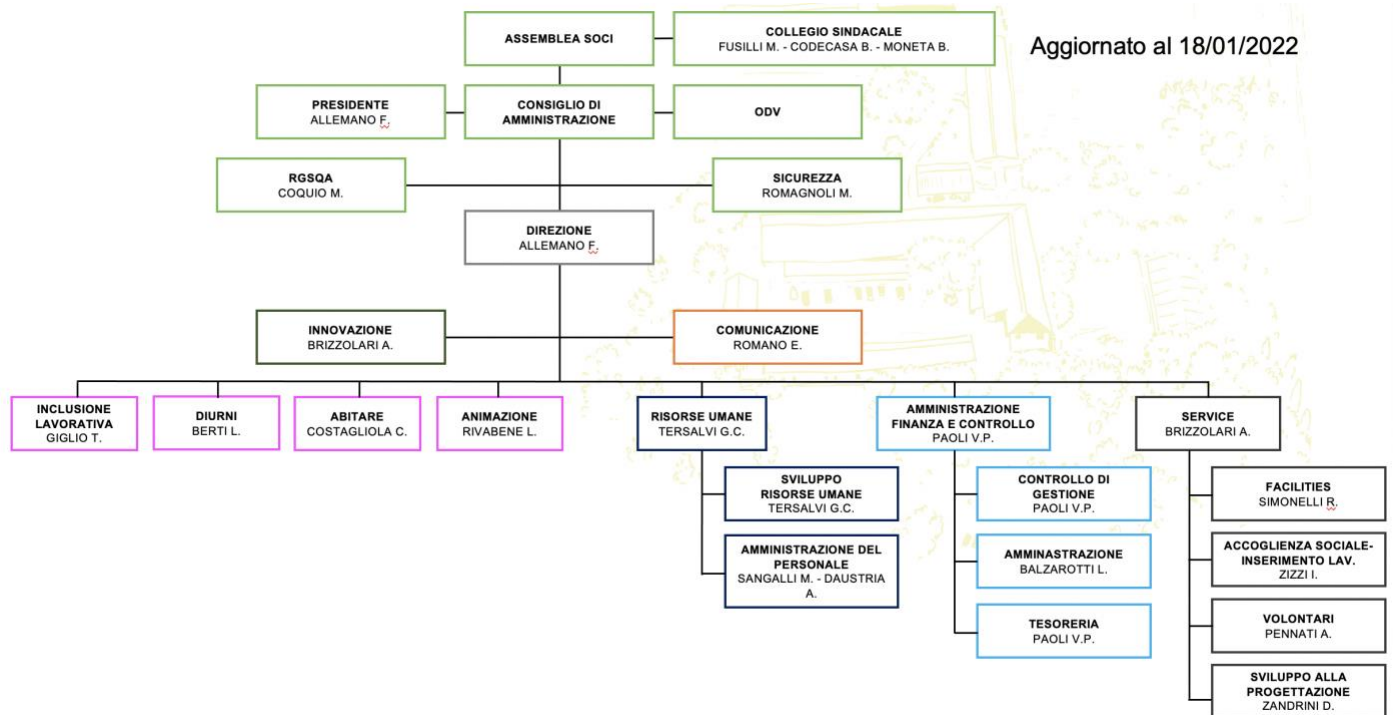 ASSEMBLEA SOCI
COLLEGIO SINDACALE
FUSILLI M. - CODECASA B. - MONETA B.
Aggiornato al 18/01/2022
PRESIDENTE
ALLEMANO F.
CONSIGLIO DI
AMMINISTRAZIONE
ODV
RGSQA
COQUIO M.
SICUREZZA
ROMAGNOLI M.
DIREZIONE
ALLEMANO F.
INNOVAZIONE
BRIZZOLARI A.
COMUNICAZIONE
ROMANO E.
INCLUSIONE
LAVORATIVA
GIGLIO T.
DIURNI
BERTI L.
ABITARE
COSTAGLIOLA C.
ANIMAZIONE
RIVABENE L.
RISORSE UMANE
TERSALVI G.C.
AMMINISTRAZIONE
FINANZA E CONTROLLO
PAOLI V.P.
SERVICE
BRIZZOLARI A.
SVILUPPO
RISORSE UMANE
TERSALVI G.C.
AMMINISTRAZIONE DEL
PERSONALE
SANGALLI M. - DAUSTRIA
A.
CONTROLLO DI
GESTIONE
PAOLI V.P.
AMMINASTRAZIONE
BALZAROTTI L.
TESORERIA
PAOLI V.P.
FACILITIES
SIMONELLI R.
ACCOGLIENZA SOCIALE-
INSERIMENTO LAV.
ZIZZI I.
VOLONTARI
PENNATI A.
SVILUPPO ALLA
PROGETTAZIONE
ZANDRINI D.